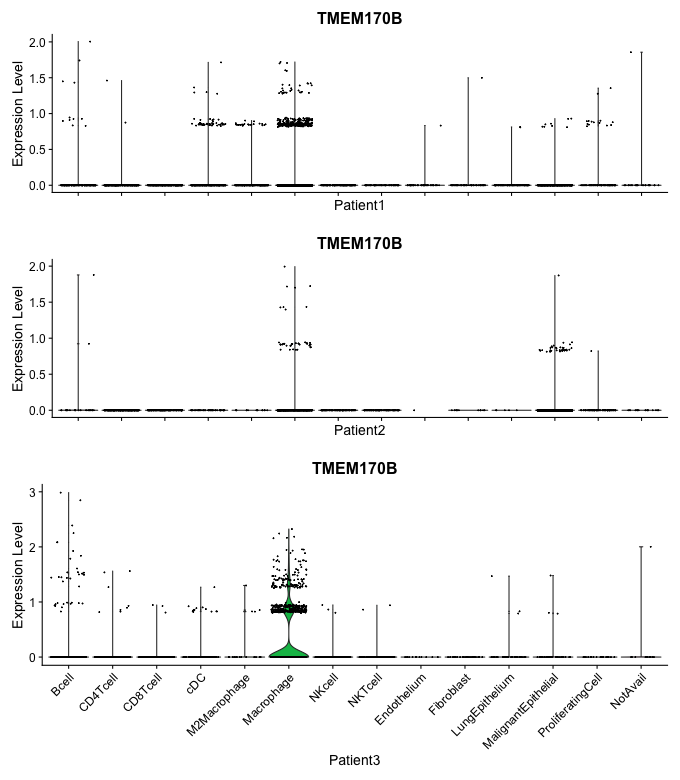 TMEM170B
Expression Level
2.0
1.5
1.0
0.5
0.0
Patient1
TMEM170B
Expression Level
2.0
1.5
1.0
0.5
0.0
Patient2
TMEM170B
Expression Level
3
2
1
0
Bcell
CD4Tcell
CD8Tcell
cDC
M2Macrophage
Macrophage
NKcell
NKTcell
Endothelium
Fibroblast
LungEpithelium
MalignantEpithelial
ProliferatingCell
NotAvail
Patient3